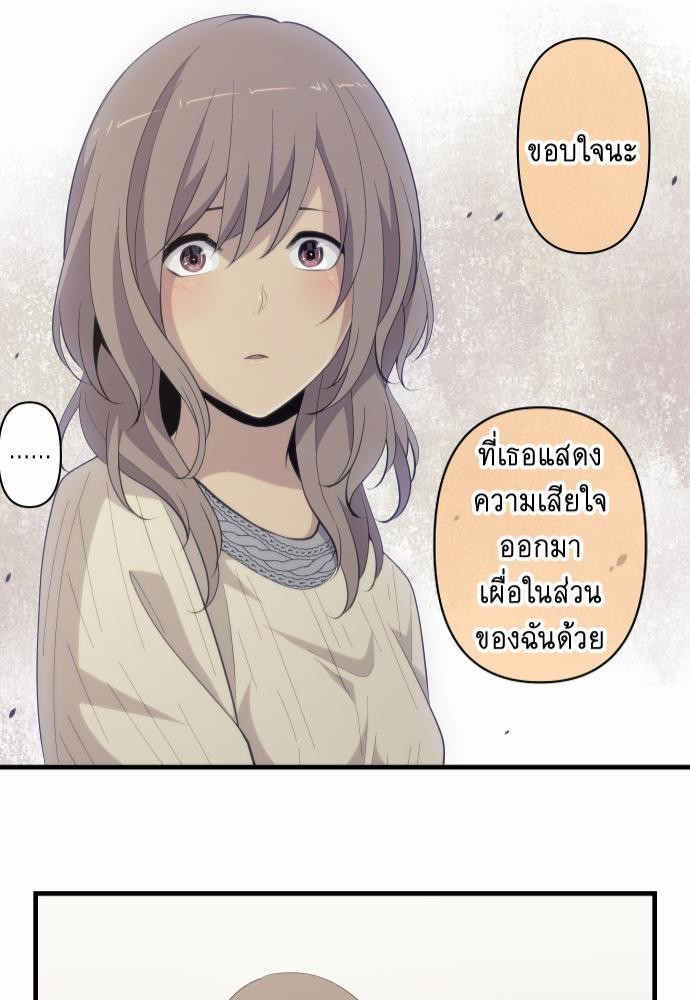 ขอบใจนะ
......
ที่เธอแสดง
ความเสียใจ
ออกมา
เผื่อในส่วน
ของฉันด้วย